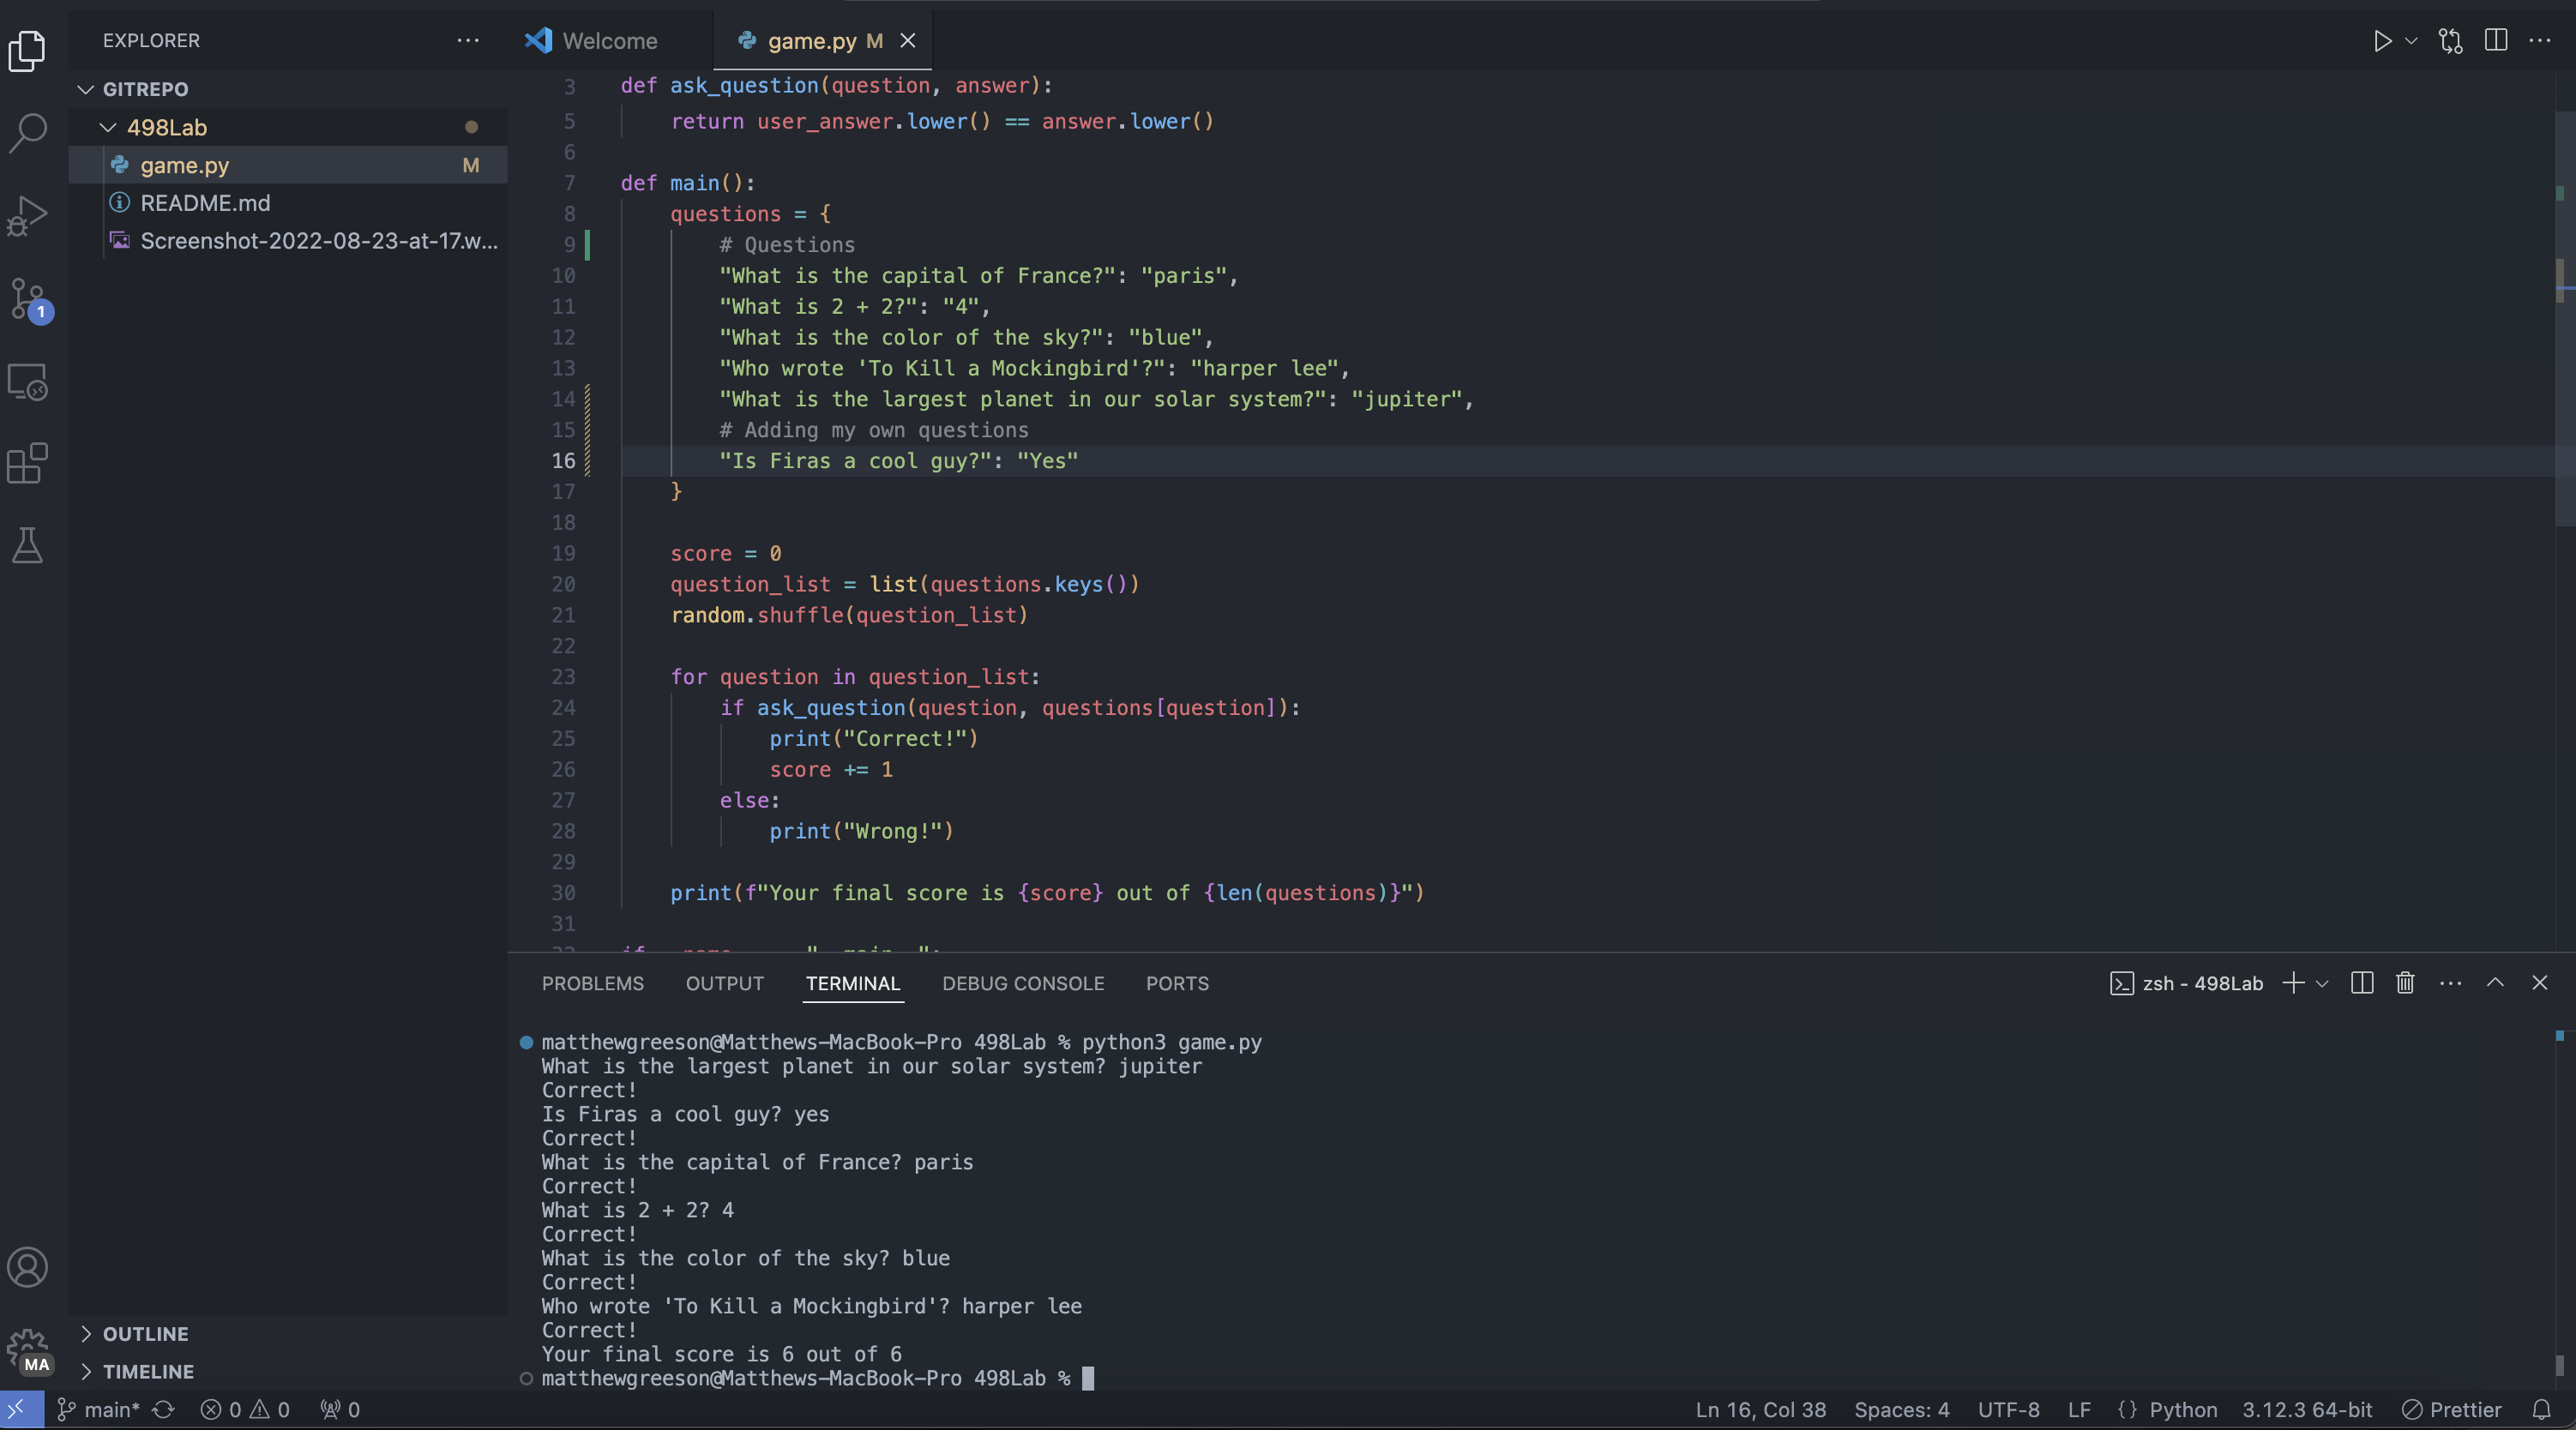 EXPLORER
Welcome
game.py M
GITREPO
498Lab
game.py M
README.md
Screenshot-2022-08-23-at-17.w...
1
3 def ask_question(question, answer):
5 return user_answer.lower() == answer.lower()
6
7 def main():
8 questions = {
9 # Questions
10 "What is the capital of France?": "paris",
11 "What is 2 + 2?": "4",
12 "What is the color of the sky?": "blue",
13 "Who wrote 'To Kill a Mockingbird'?": "harper lee",
14 "What is the largest planet in our solar system?": "jupiter",
15 # Adding my own questions
16 "Is Firas a cool guy?": "Yes"
17 }
18
19 score = 0
20 question_list = list(questions.keys())
21 random.shuffle(question_list)
22
23 for question in question_list:
24 if ask_question(question, questions[question]):
25 print("Correct!")
26 score += 1
27 else:
28 print("Wrong!")
29
30 print(f"Your final score is {score} out of {len(questions)}")
31
PROBLEMS OUTPUT TERMINAL DEBUG CONSOLE PORTS
zsh - 498Lab
matthewgreeson@Matthews-MacBook-Pro 498Lab % python3 game.py
What is the largest planet in our solar system? jupiter
Correct!
Is Firas a cool guy? yes
Correct!
What is the capital of France? paris
Correct!
What is 2 + 2? 4
Correct!
What is the color of the sky? blue
Correct!
Who wrote 'To Kill a Mockingbird'? harper lee
Correct!
Your final score is 6 out of 6
matthewgreeson@Matthews-MacBook-Pro 498Lab %
OUTLINE
TIMELINE
MA
main* 0 0 0
Ln 16, Col 38 Spaces: 4 UTF-8 LF {} Python 3.12.3 64-bit Prettier